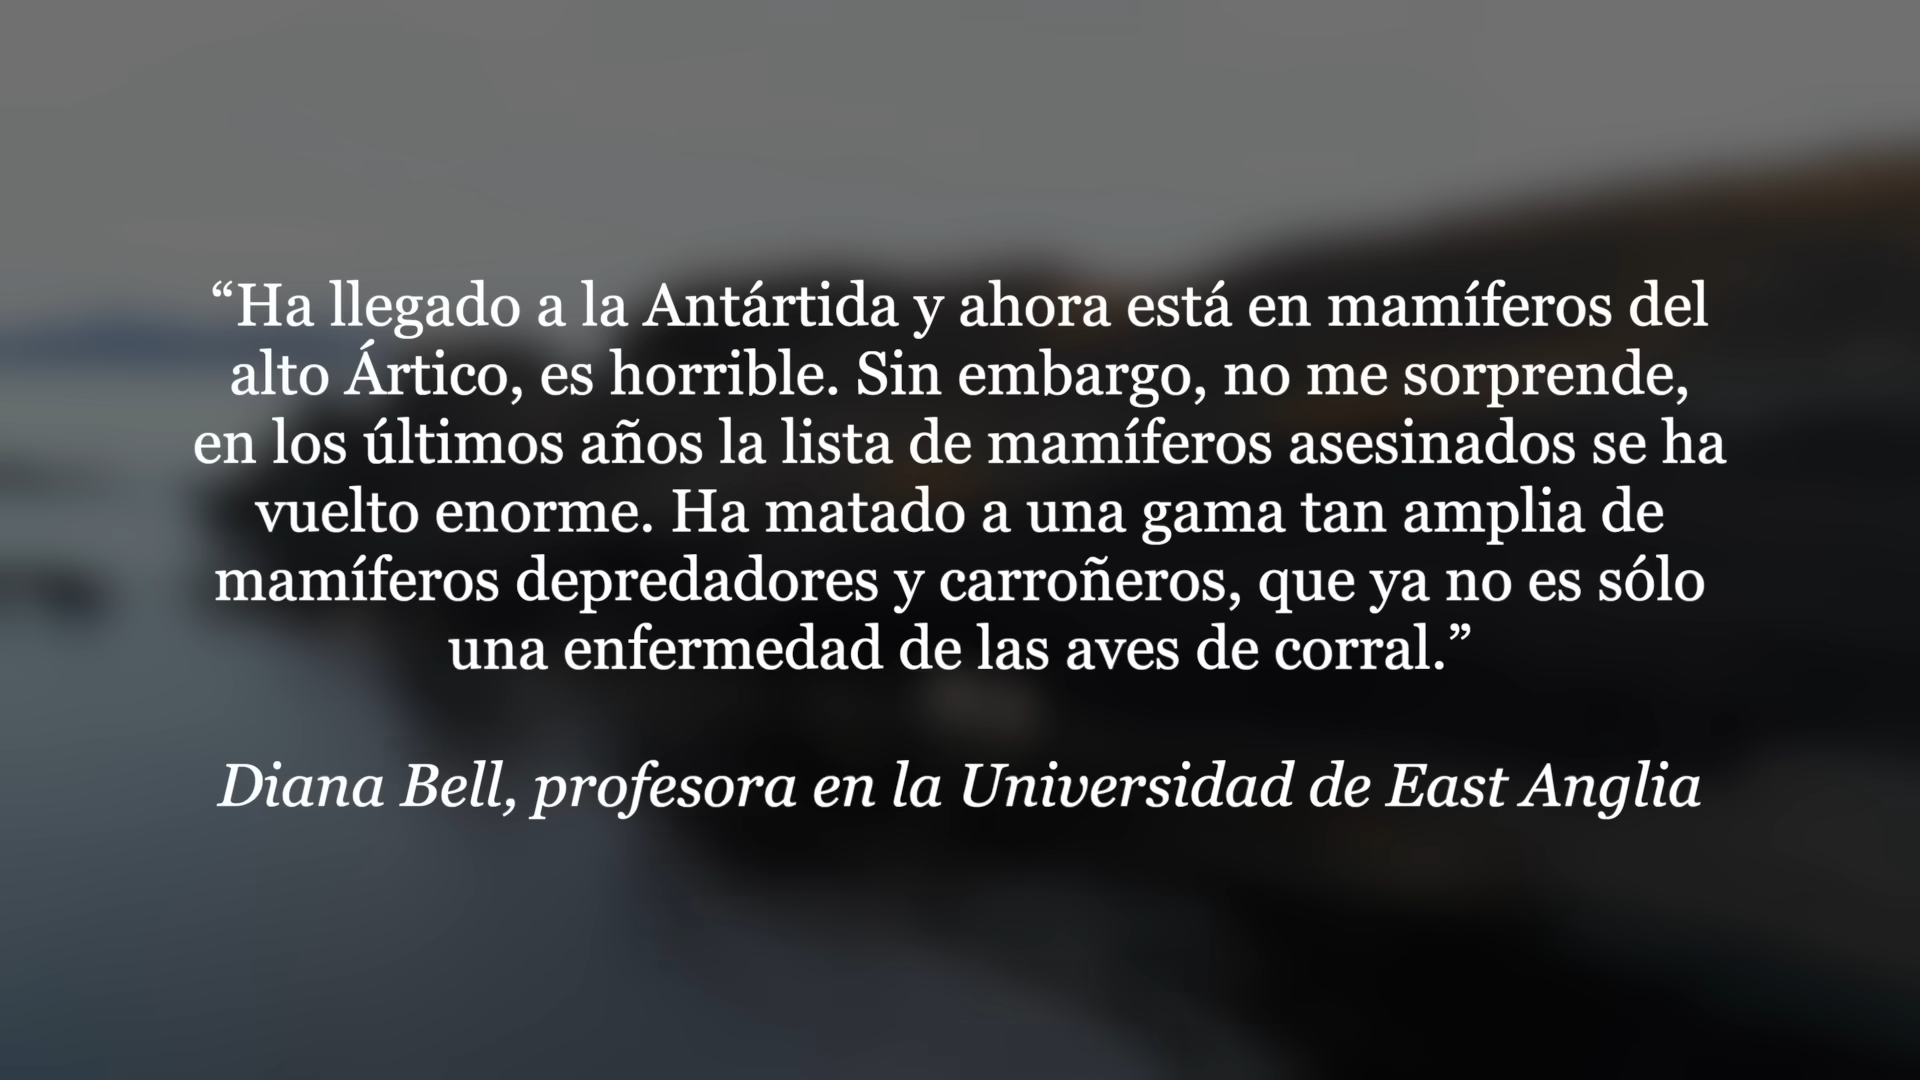 “Ha llegado a la Antártida y ahora está en mamíferos del
alto Ártico, es horrible. Sin embargo, no me sorprende,
en los últimos años la lista de mamíferos asesinados se ha
vuelto enorme. Ha matado a una gama tan amplia de
mamíferos depredadores y carroñeros, que ya no es sólo
una enfermedad de las aves de corral.”
Diana Bell, profesora en la Universidad de East Anglia